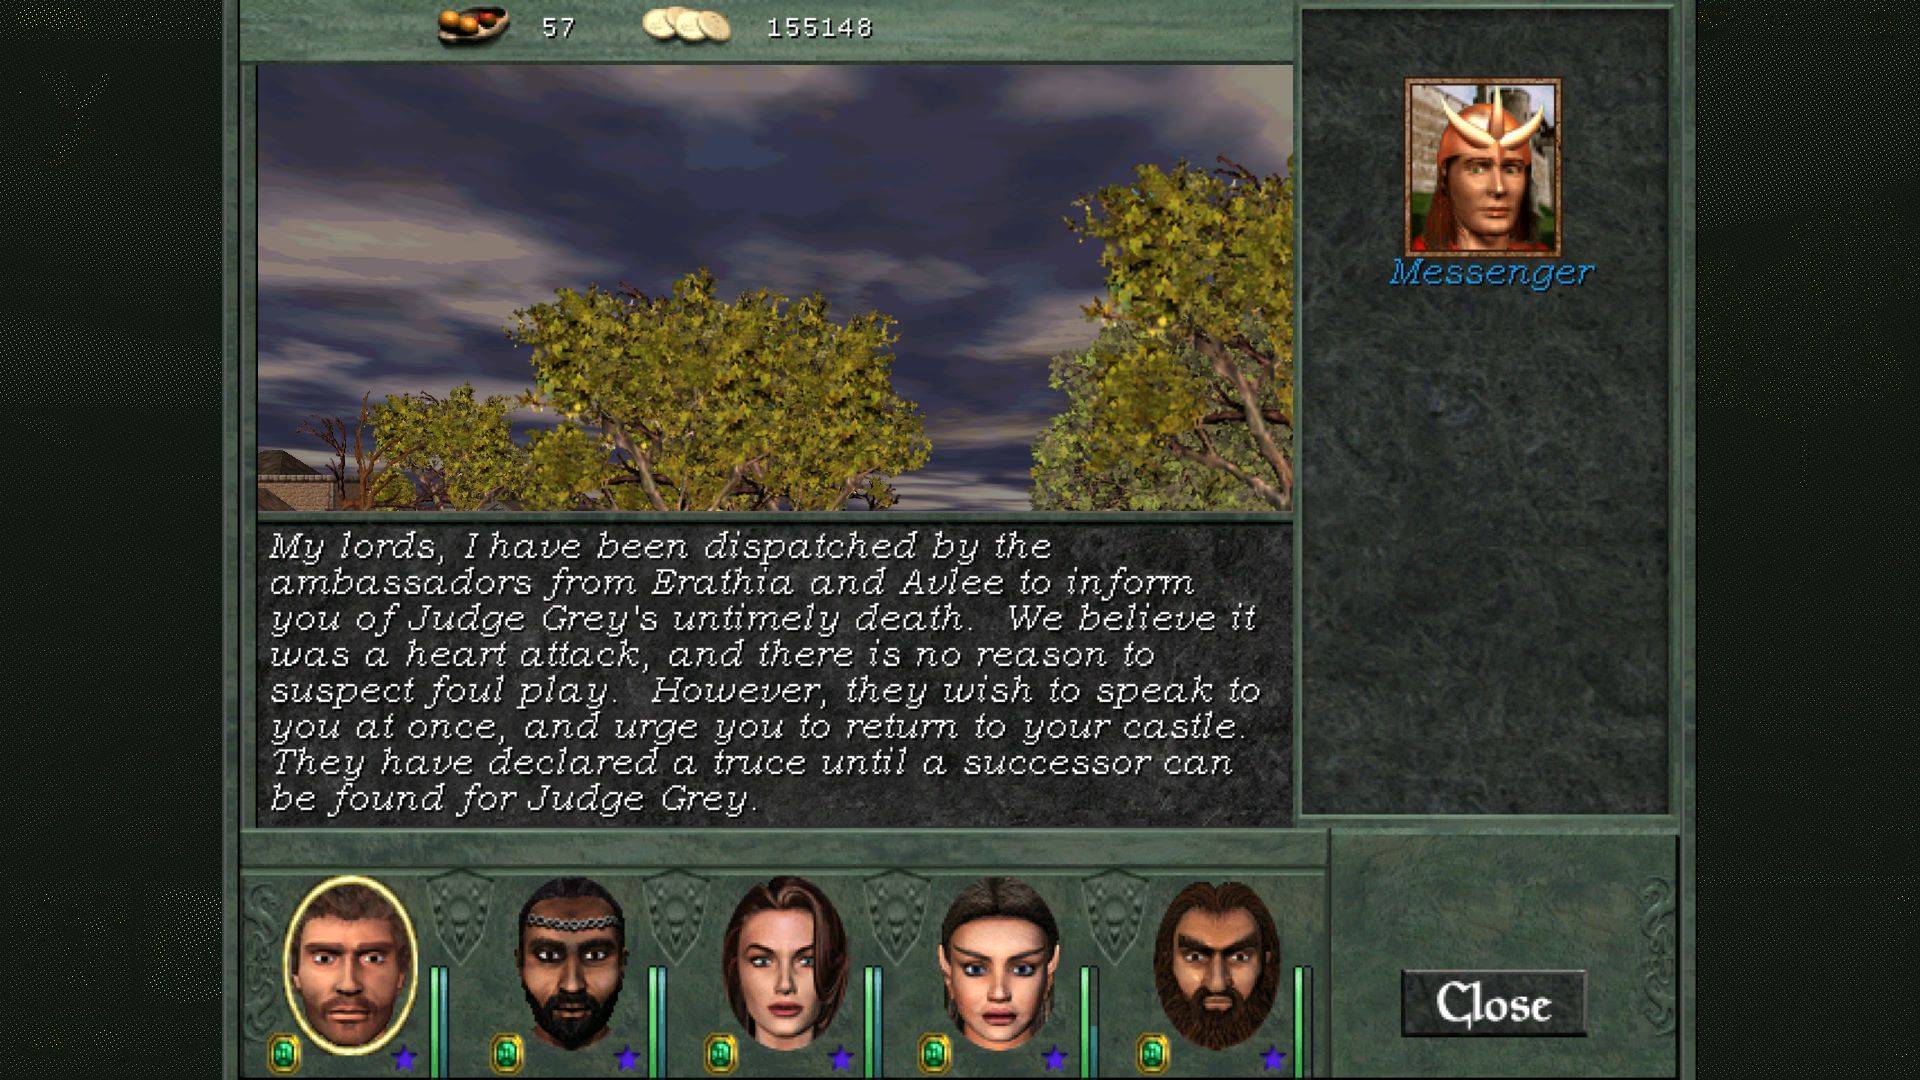 57
155148
Messenger
My lords, I have been dispatched by the
ambassadors from Erathia and Avlee to inform
you of Judge Grey's untimely death.  We believe it
was a heart attack, and there is no reason to
suspect foul play.  However, they wish to speak to
you at once, and urge you to return to your castle.
They have declared a truce until a successor can
be found for Judge Grey.
Close